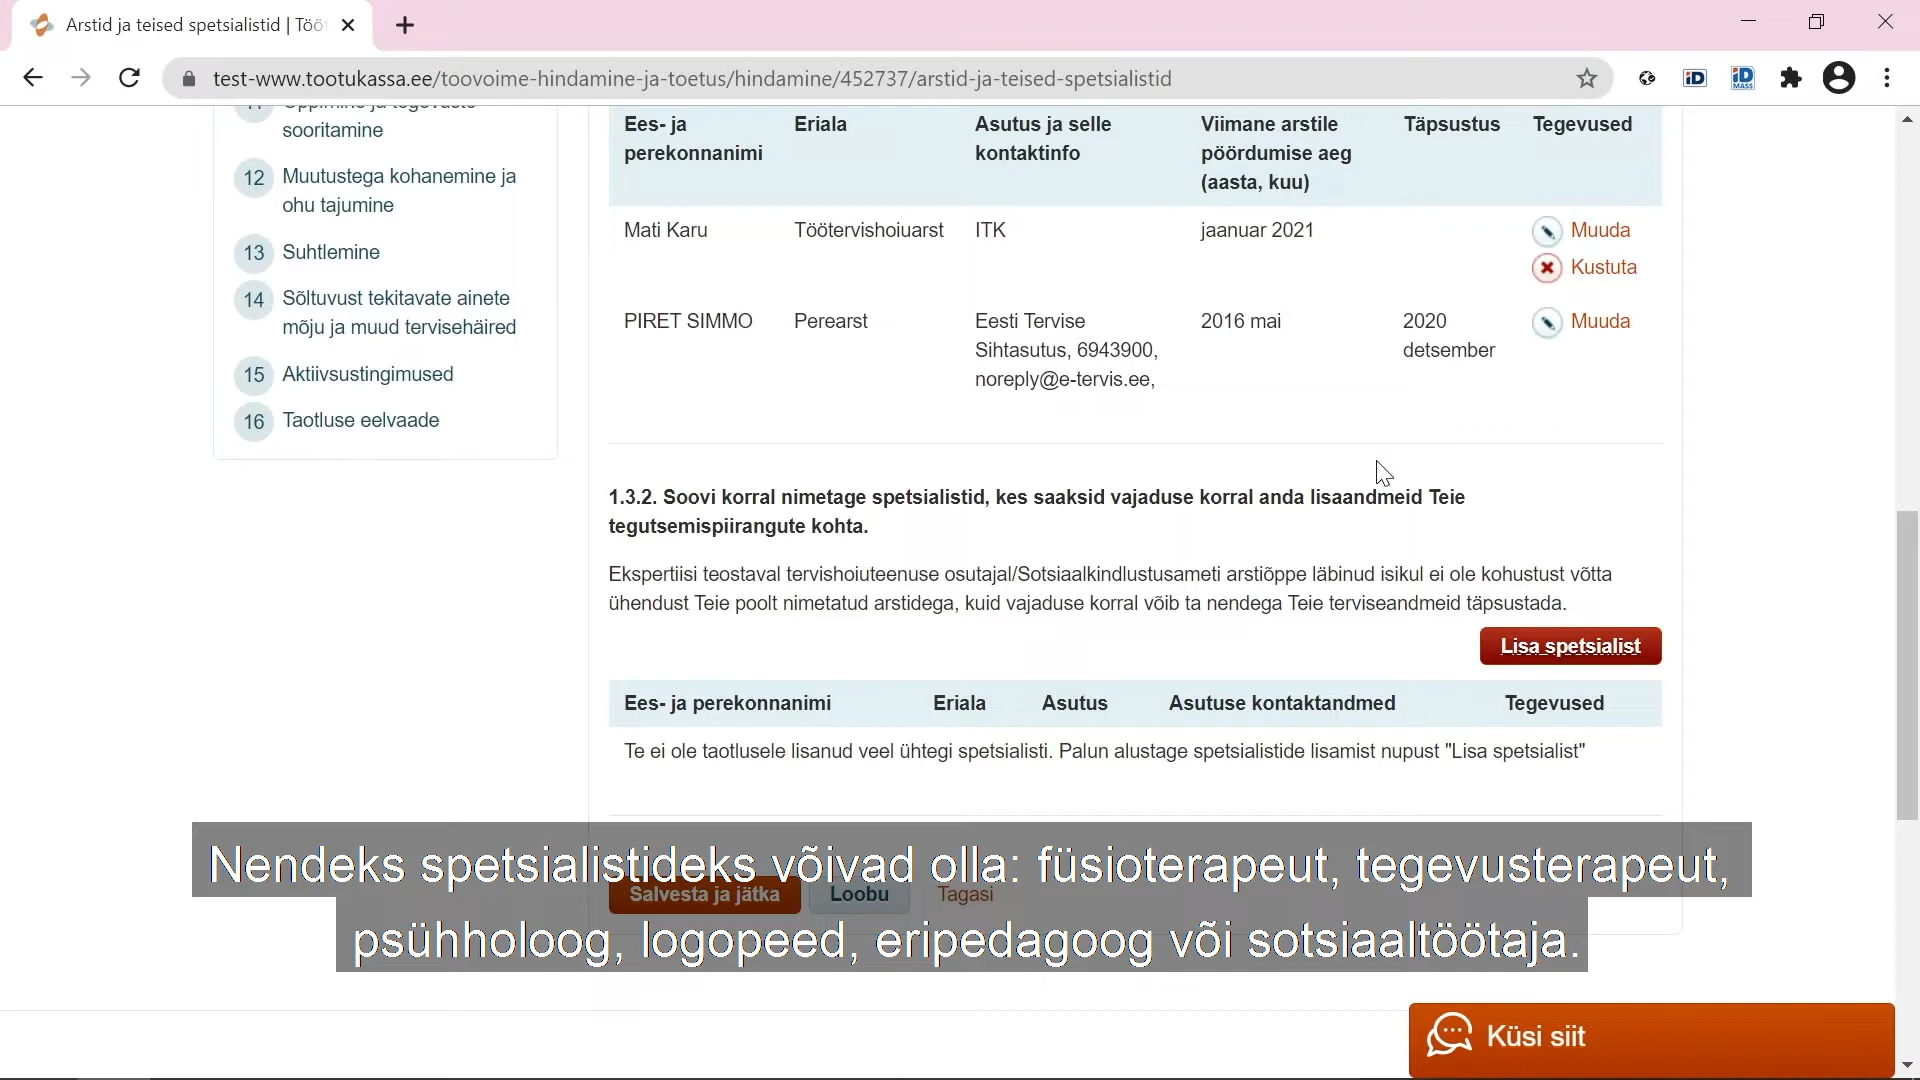 Arstid ja teised spetsialistid | Töö
test-www.tootukassa.ee/toovoime-hindamine-ja-toetus/hindamine/452737/arstid-ja-teised-spetsialistid
sooritamine
12 Muutustega kohanemine ja
ohu tajumine
13 Suhtlemine
14 Sõltuvust tekitavate ainete
mõju ja muud tervisehäired
15 Aktiivsustingimused
16 Taotluse eelvaade
Ees- ja
perekonnanimi
Eriala
Asutus ja selle
kontaktinfo
Viimane arstile
pöördumise aeg
(aasta, kuu)
Täpsustus
Tegevused
Mati Karu
Töötervishoiuarst
ITK
jaanuar 2021
Muuda
Kustuta
PIRET SIMMO
Perearst
Eesti Tervise
Sihtasutus, 6943900,
noreply@e-tervis.ee,
2016 mai
2020
detsember
Muuda
1.3.2. Soovi korral nimetage spetsialistid, kes saaksid vajaduse korral anda lisaandmeid Teie
tegutsemispiirangute kohta.
Ekspertiisi teostaval tervishoiuteenuse osutajal/Sotsiaalkindlustusameti arstiõppe läbinud isikul ei ole kohustust võtta
ühendust Teie poolt nimetatud arstidega, kuid vajaduse korral võib ta nendega Teie terviseandmeid täpsustada.
Lisa spetsialist
Ees- ja perekonnanimi
Eriala
Asutus
Asutuse kontaktandmed
Tegevused
Te ei ole taotlusele lisanud veel ühtegi spetsialisti. Palun alustage spetsialistide lisamist nupust "Lisa spetsialist"
Nendeks spetsialistideks võivad olla: füsioterapeut, tegevusterapeut,
Salvesta ja jätka
Loobu
Tagasi
psühholoog, logopeed, eripedagoog või sotsiaaltöötaja.
Küsi siit